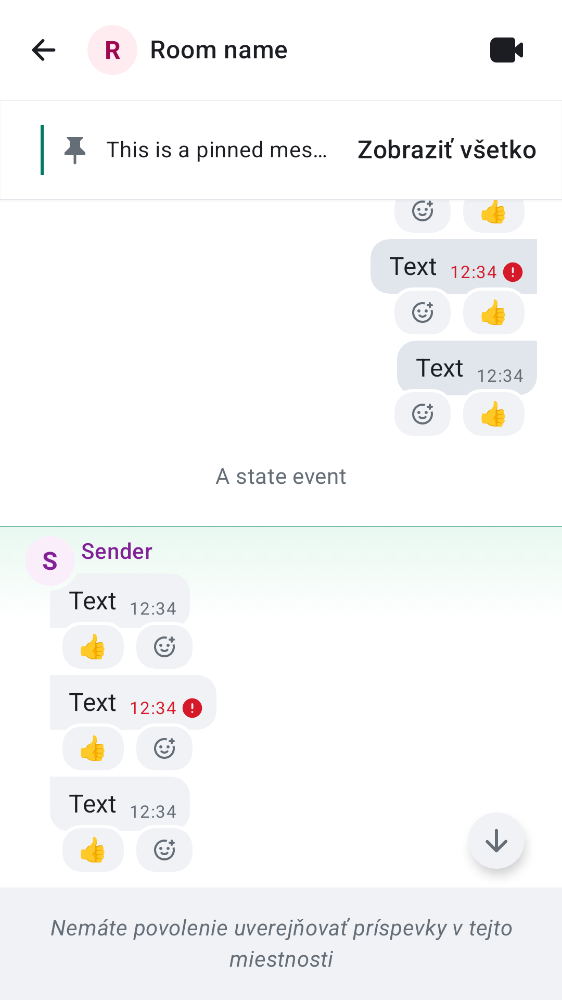 R Room name
This is a pinned mes… Zobraziť všetko
Text 12:34
Text 12:34
A state event
S Sender
Text 12:34
Text 12:34
Text 12:34
Nemáte povolenie uverejňovať príspevky v tejto
miestnosti